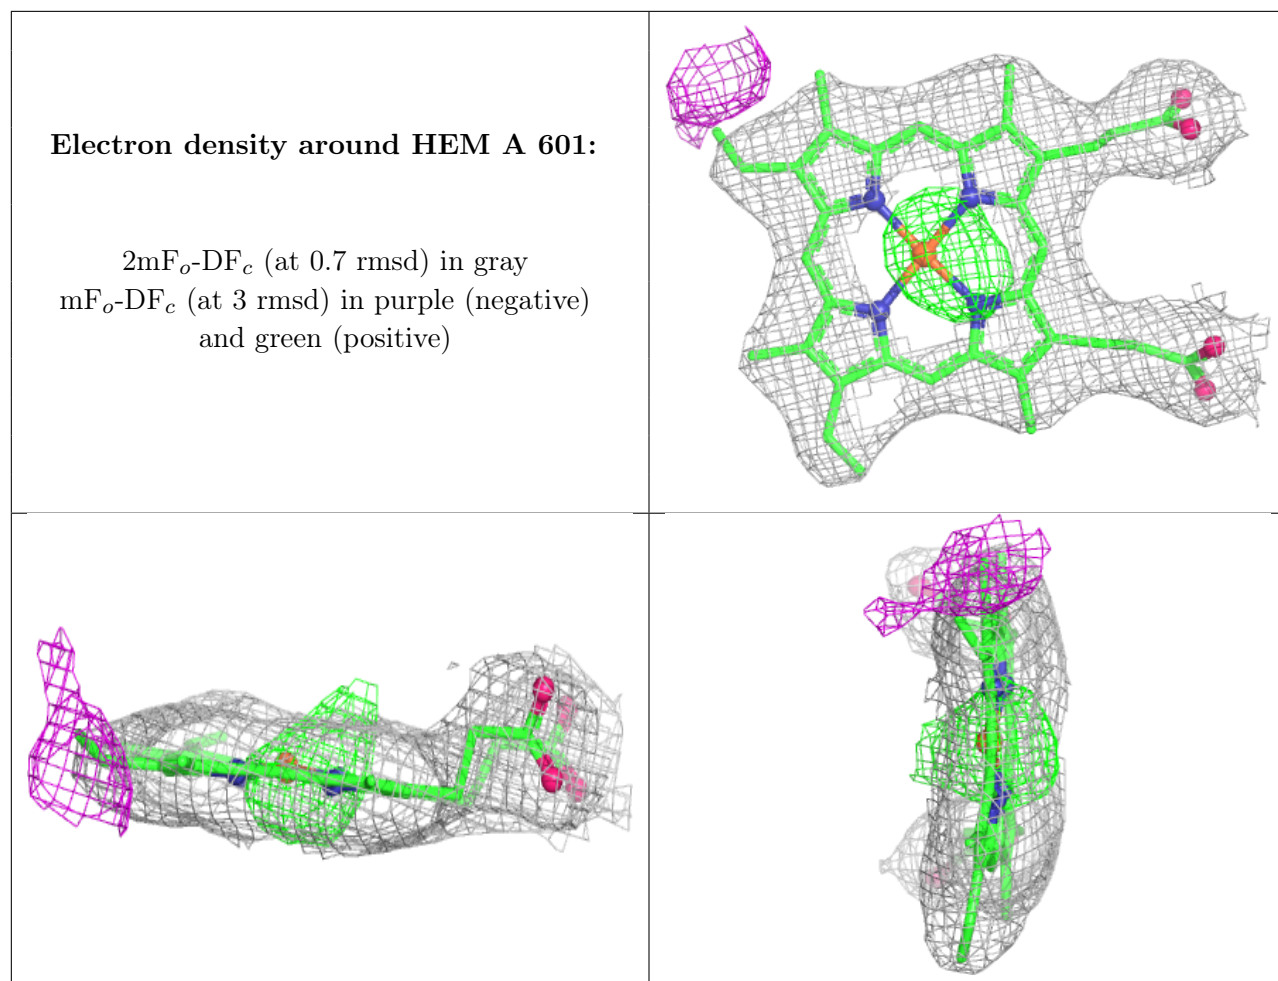 Electron density around HEM A 601:
2mFₒ-DF𝒸 (at 0.7 rmsd) in gray
mFₒ-DF𝒸 (at 3 rmsd) in purple (negative)
and green (positive)